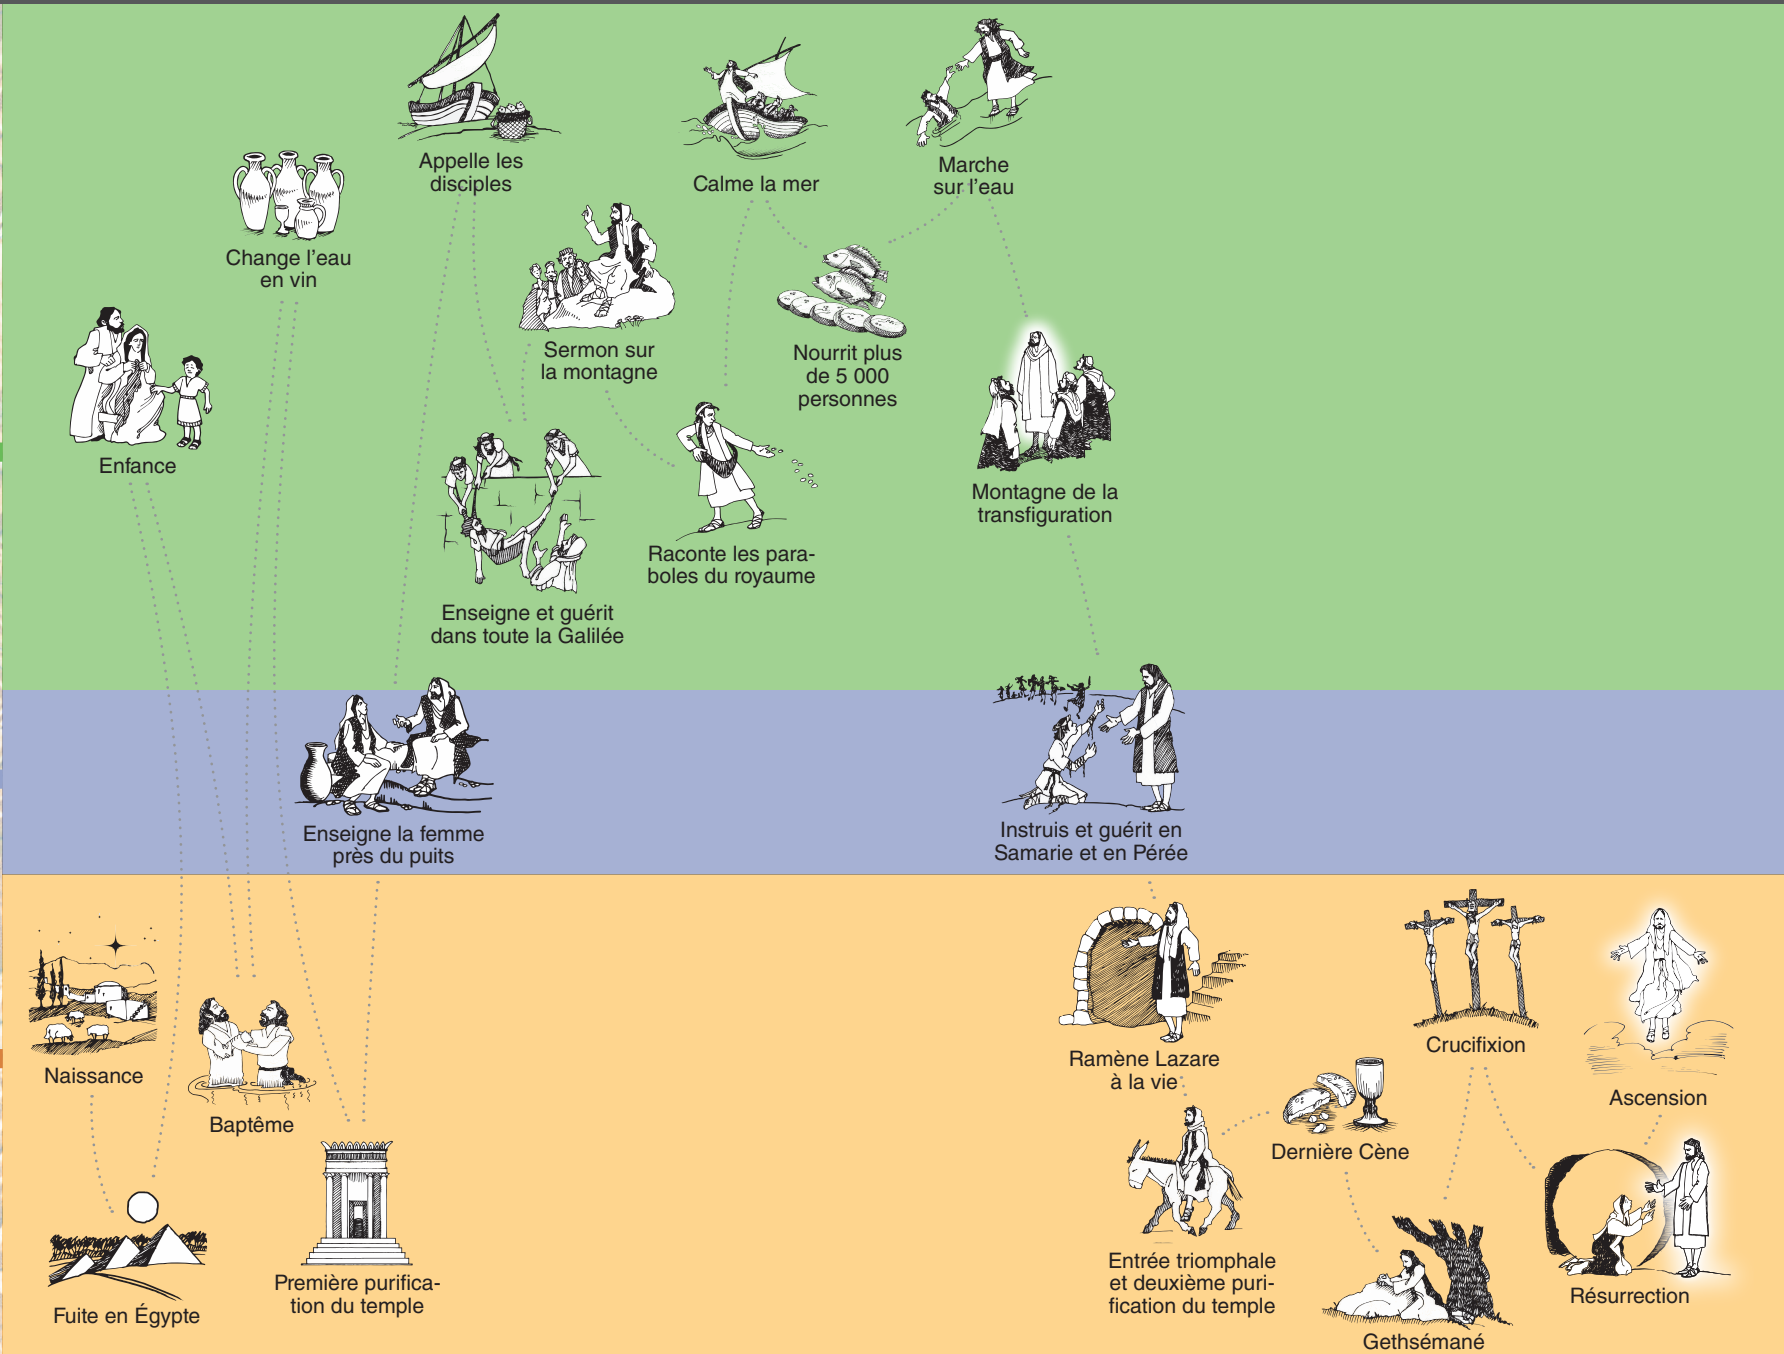 Appelle les
disciples
Calme la mer
Marche
sur l’eau
Change l’eau
en vin
Sermon sur
la montagne
Nourrit plus
de 5 000
personnes
Enfance
Montagne de la
transfiguration
Raconte les para-
boles du royaume
Enseigne et guérit
dans toute la Galilée
Enseigne la femme
près du puits
Instruis et guérit en
Samarie et en Pérée
Naissance
Baptême
Ramène Lazare
à la vie
Crucifixion
Ascension
Dernière Cène
Fuite en Égypte
Première purifica-
tion du temple
Entrée triomphale
et deuxième puri-
fication du temple
Gethsémané
Résurrection